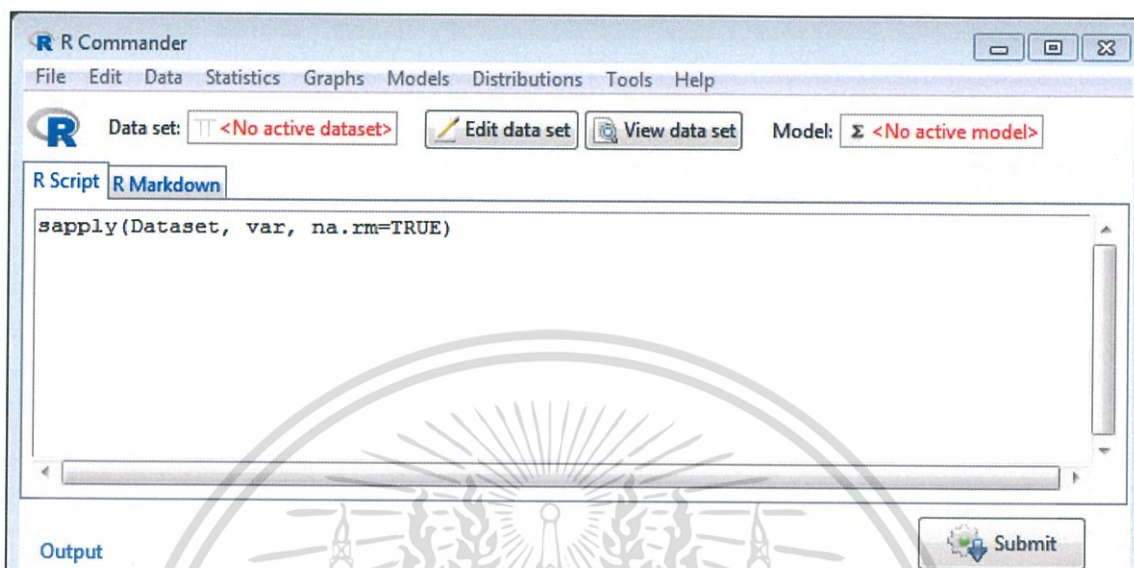 R R Commander
File Edit Data Statistics Graphs Models Distributions Tools Help
R Data set: <No active dataset> Edit data set View data set Model: Σ <No active model>
R Script R Markdown
sapply(Dataset, var, na.rm=TRUE)
Output Submit